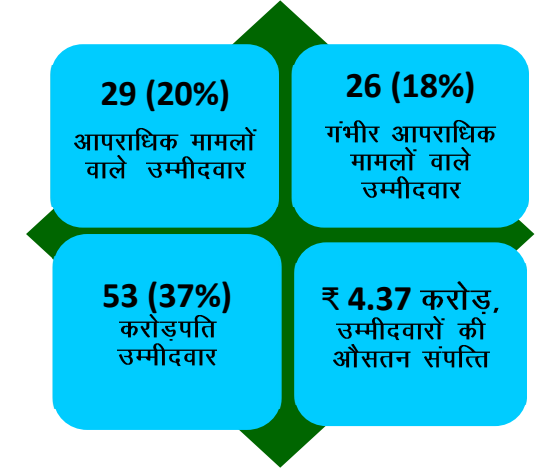 29 (20%)
आपराधिक मामलों
वाले उम्मीदवार
26 (18%)
गंभीर आपराधिक
मामलों वाले
उम्मीदवार
53 (37%)
करोड़पति
उम्मीदवार
₹ 4.37 करोड़,
उम्मीदवारों की
औसतन संपत्ति